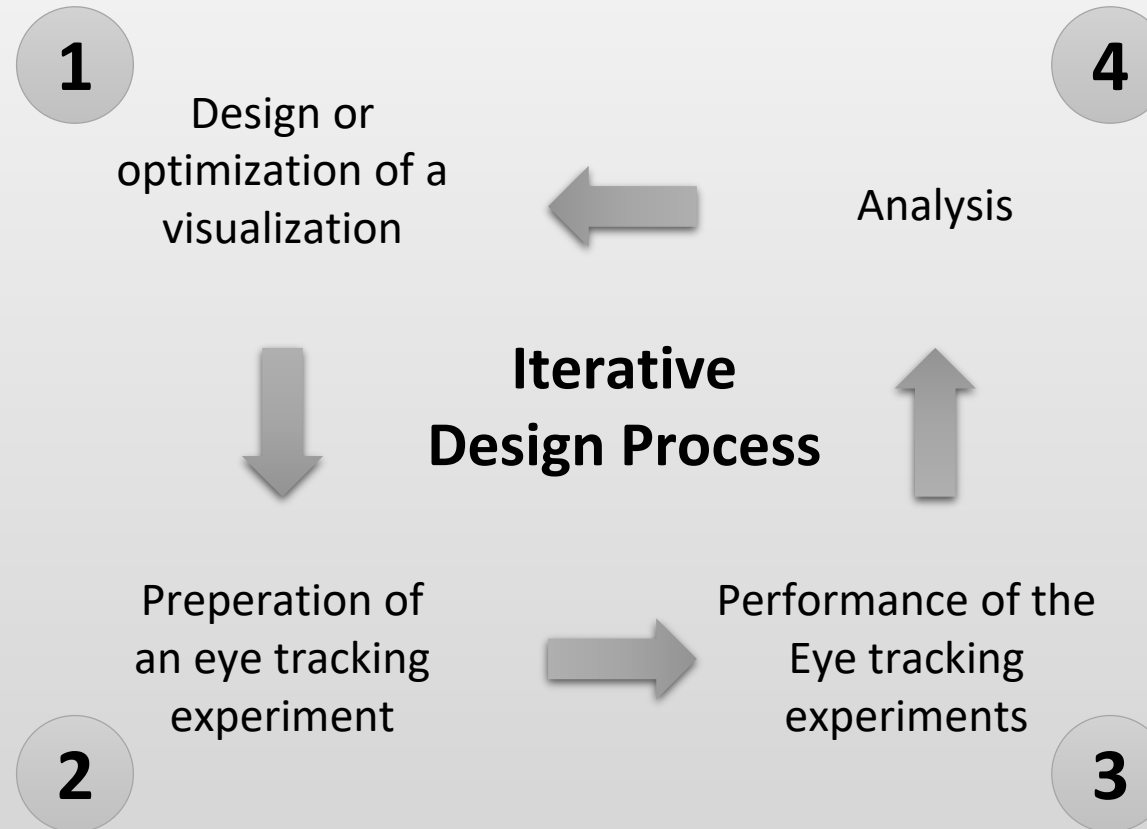 1
Design or
optimization of a
visualization
4
Analysis
Iterative
Design Process
Preperation of
an eye tracking
experiment
2
Performance of the
Eye tracking
experiments
3